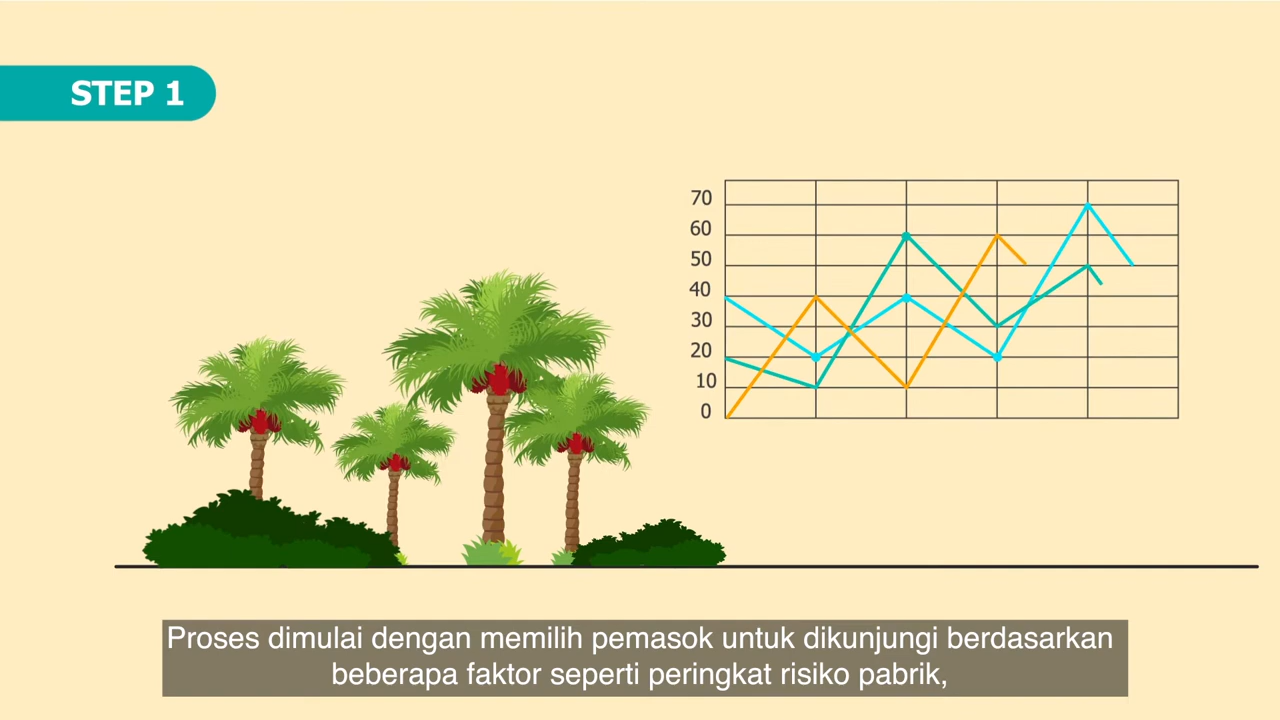 STEP 1
70
60
50
40
30
20
10
0
Proses dimulai dengan memilih pemasok untuk dikunjungi berdasarkan
beberapa faktor seperti peringkat risiko pabrik,